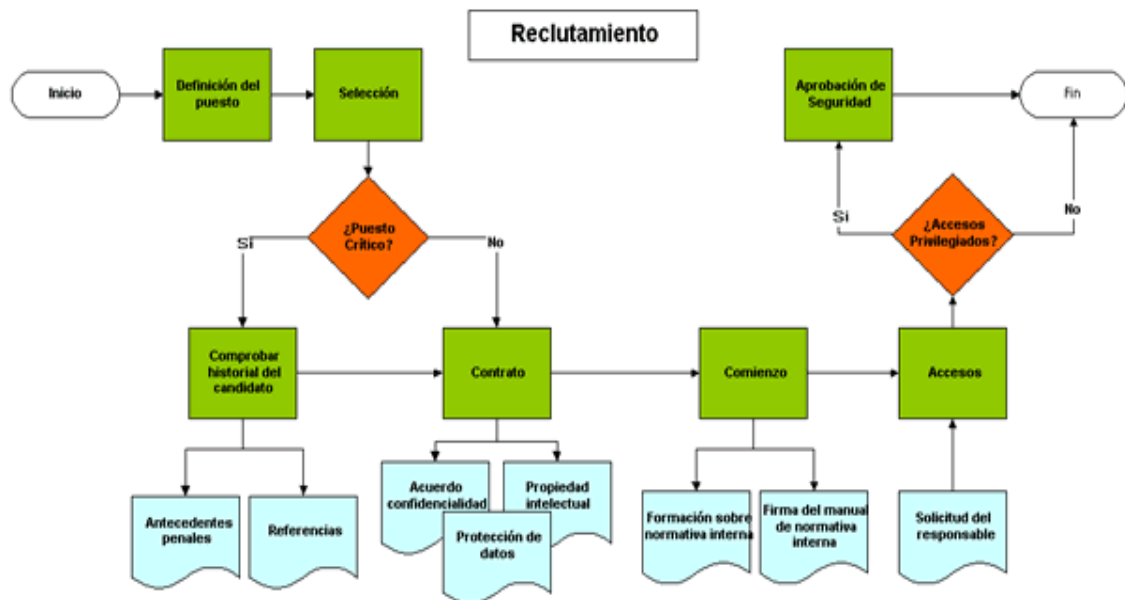 Reclutamiento
Inicio
Definición del
puesto
Selección
Aprobación de
Seguridad
Fin
¿Puesto
Crítico?
Sí
No
¿Accesos
Privilegiados?
Si
No
Comprobar
historial del
candidato
Contrato
Comienzo
Accesos
Antecedentes
penales
Referencias
Acuerdo
confidencialidad
Propiedad
intelectual
Protección de
datos
Formación sobre
normativa interna
Firma del manual
de normativa
interna
Solicitud del
responsable